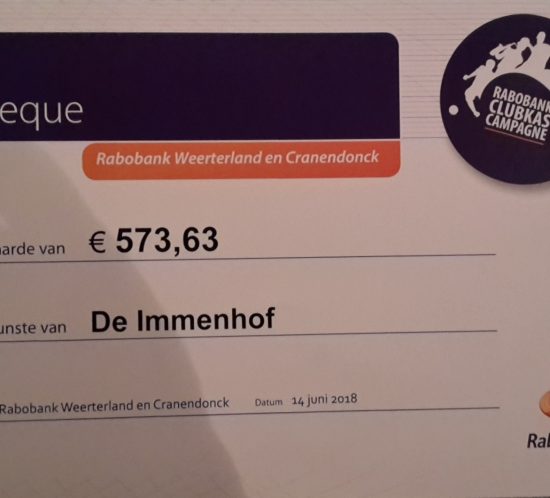 eque
RABOBANK
CLUBKAS
CAMPAGNE
Rabobank Weerterland en Cranendonck
arde van € 573,63
unste van De Immenhof
Rabobank Weerterland en Cranendonck Datum 14 juni 2018
Rab